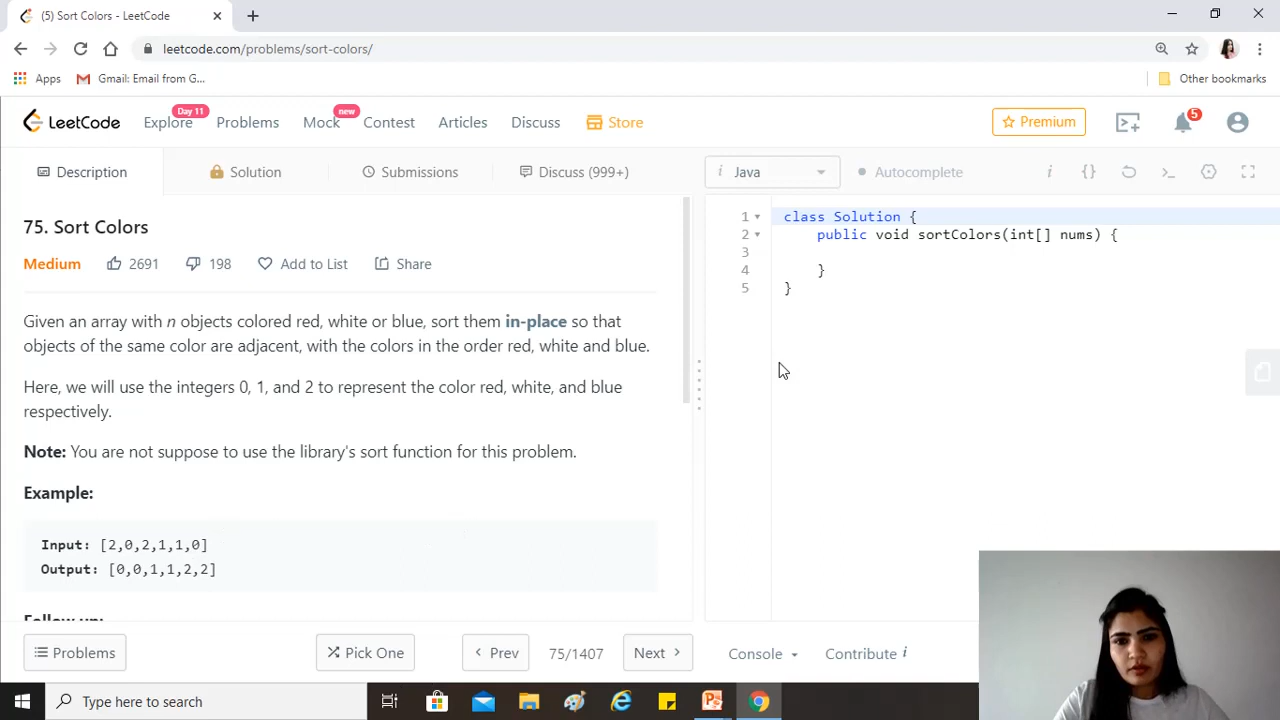 (5) Sort Colors - LeetCode
leetcode.com/problems/sort-colors/
Apps
Gmail: Email from G...
Other bookmarks
LeetCode
Explore
Day 11
Problems
Mock
new
Contest
Articles
Discuss
Store
Premium
5
Description
Solution
Submissions
Discuss (999+)
i Java
Autocomplete
i {}
75. Sort Colors
Medium
2691
198
Add to List
Share
Given an array with n objects colored red, white or blue, sort them in-place so that
objects of the same color are adjacent, with the colors in the order red, white and blue.
Here, we will use the integers 0, 1, and 2 to represent the color red, white, and blue
respectively.
Note: You are not suppose to use the library's sort function for this problem.
Example:
Input: [2,0,2,1,1,0]
Output: [0,0,1,1,2,2]
Follow up:
1 class Solution {
2 public void sortColors(int[] nums) {
3
4 }
5 }
Problems
Pick One
Prev
75/1407
Next
Console
Contribute i
Type here to search